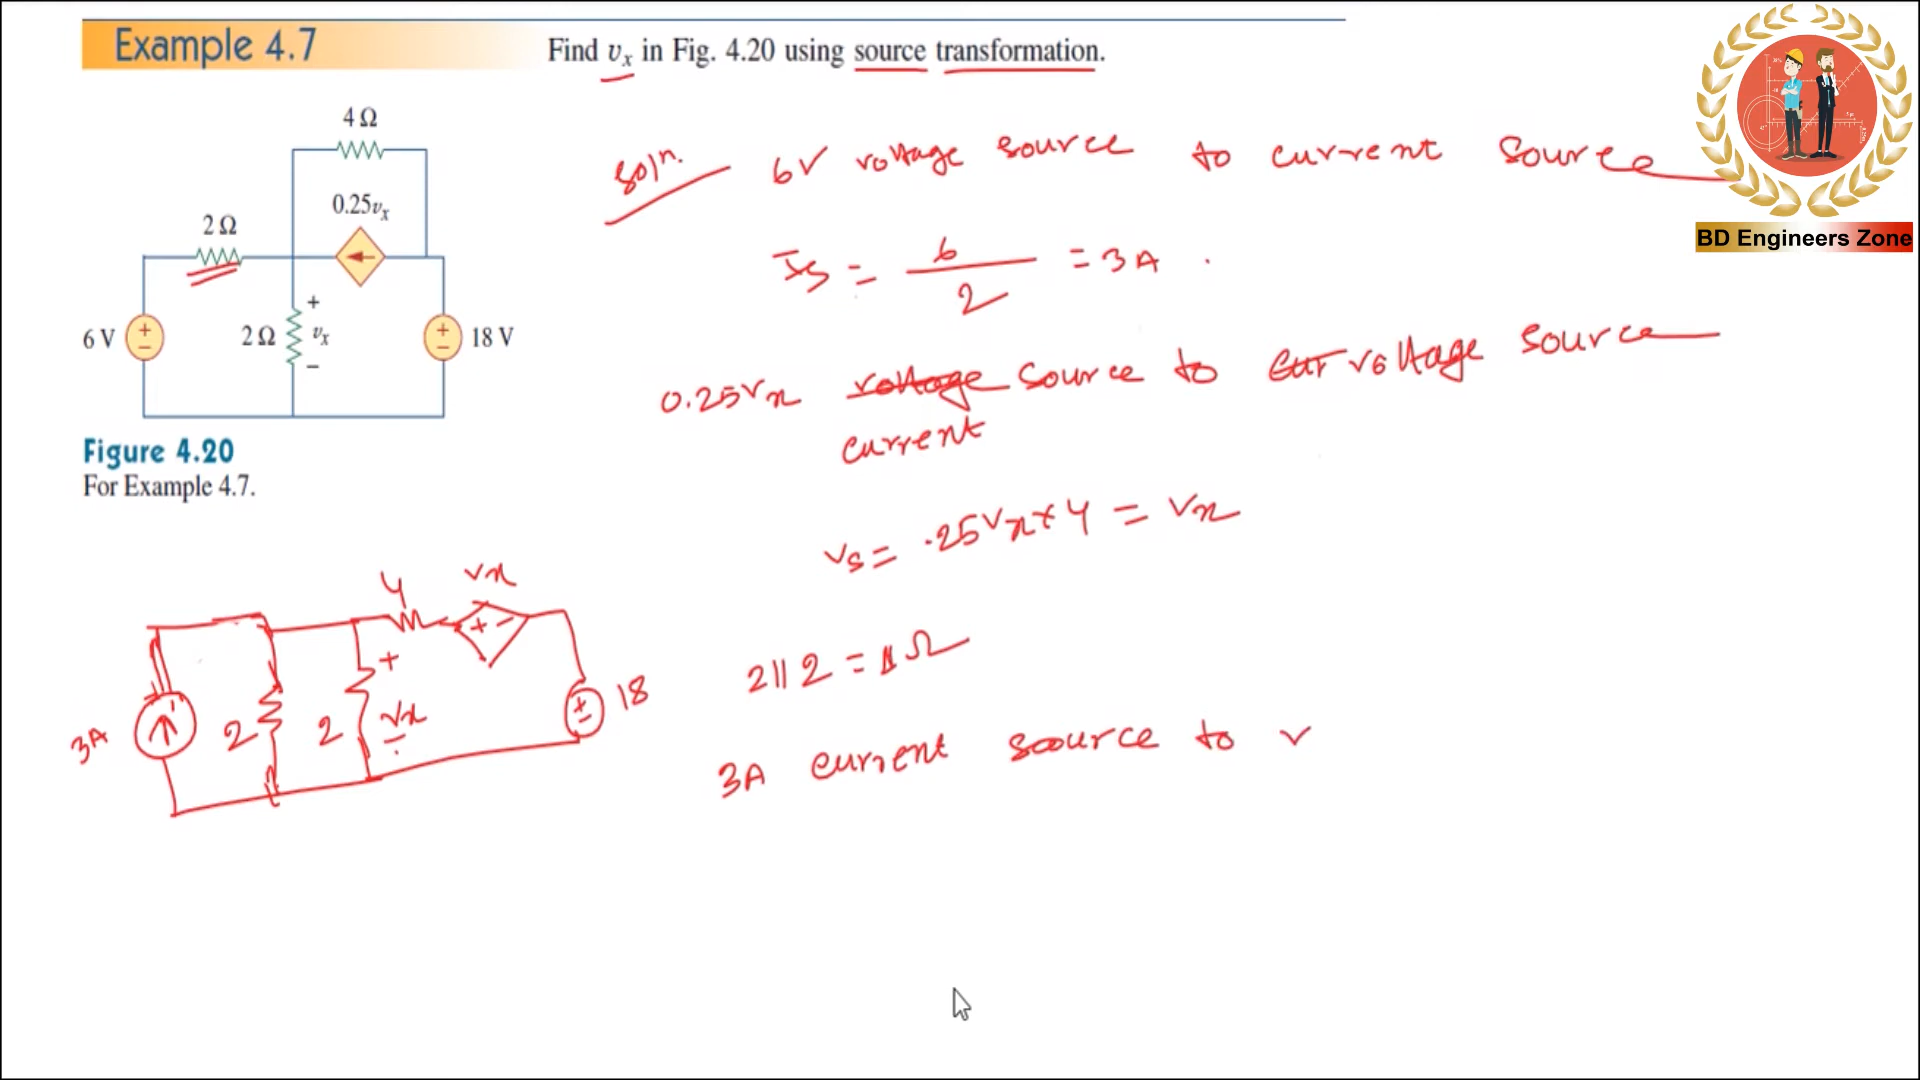 Example 4.7
Find vx in Fig. 4.20 using source transformation.
4 Ω
0.25vx
2 Ω
6 V
+
−
2 Ω
+
vx
−
+
−
18 V
Figure 4.20
For Example 4.7.
BD Engineers Zone
Soln.
6V voltage source to current source
Is = 6/2 = 3A .
0.25Vx voltage source to cur voltage source
current
Vs = .25Vx × 4 = Vx
2||2 = 1Ω
3A current source to v
4
Vx
+ −
3A
2
2
+
Vx
+
−
18